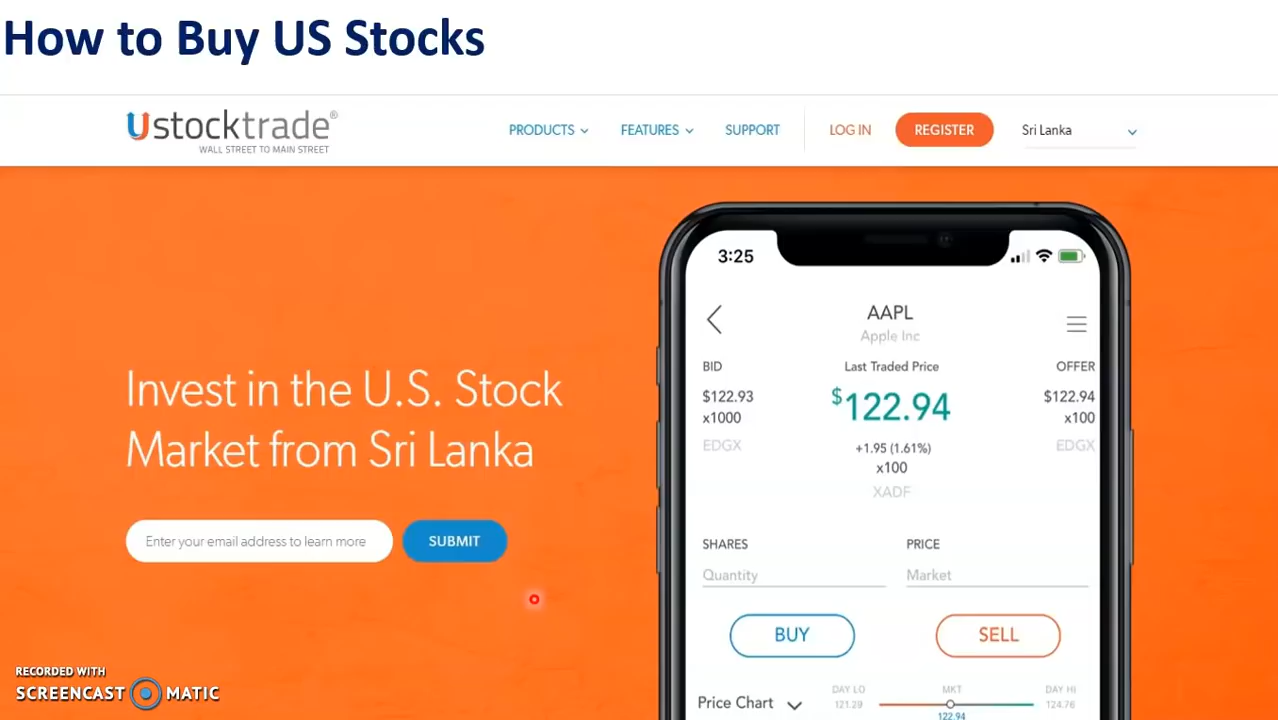 How to Buy US Stocks
Ustocktrade®
WALL STREET TO MAIN STREET
PRODUCTS FEATURES SUPPORT LOG IN REGISTER Sri Lanka
Invest in the U.S. Stock
Market from Sri Lanka
Enter your email address to learn more SUBMIT
3:25
AAPL
Apple Inc
BID Last Traded Price OFFER
$122.93 $122.94 $122.94
x1000 x100
EDGX +1.95 (1.61%) EDGX
x100
XADF
SHARES PRICE
Quantity Market
BUY SELL
Price Chart DAY LO MKT DAY HI
121.29 124.76
122.94
RECORDED WITH
SCREENCAST MATIC